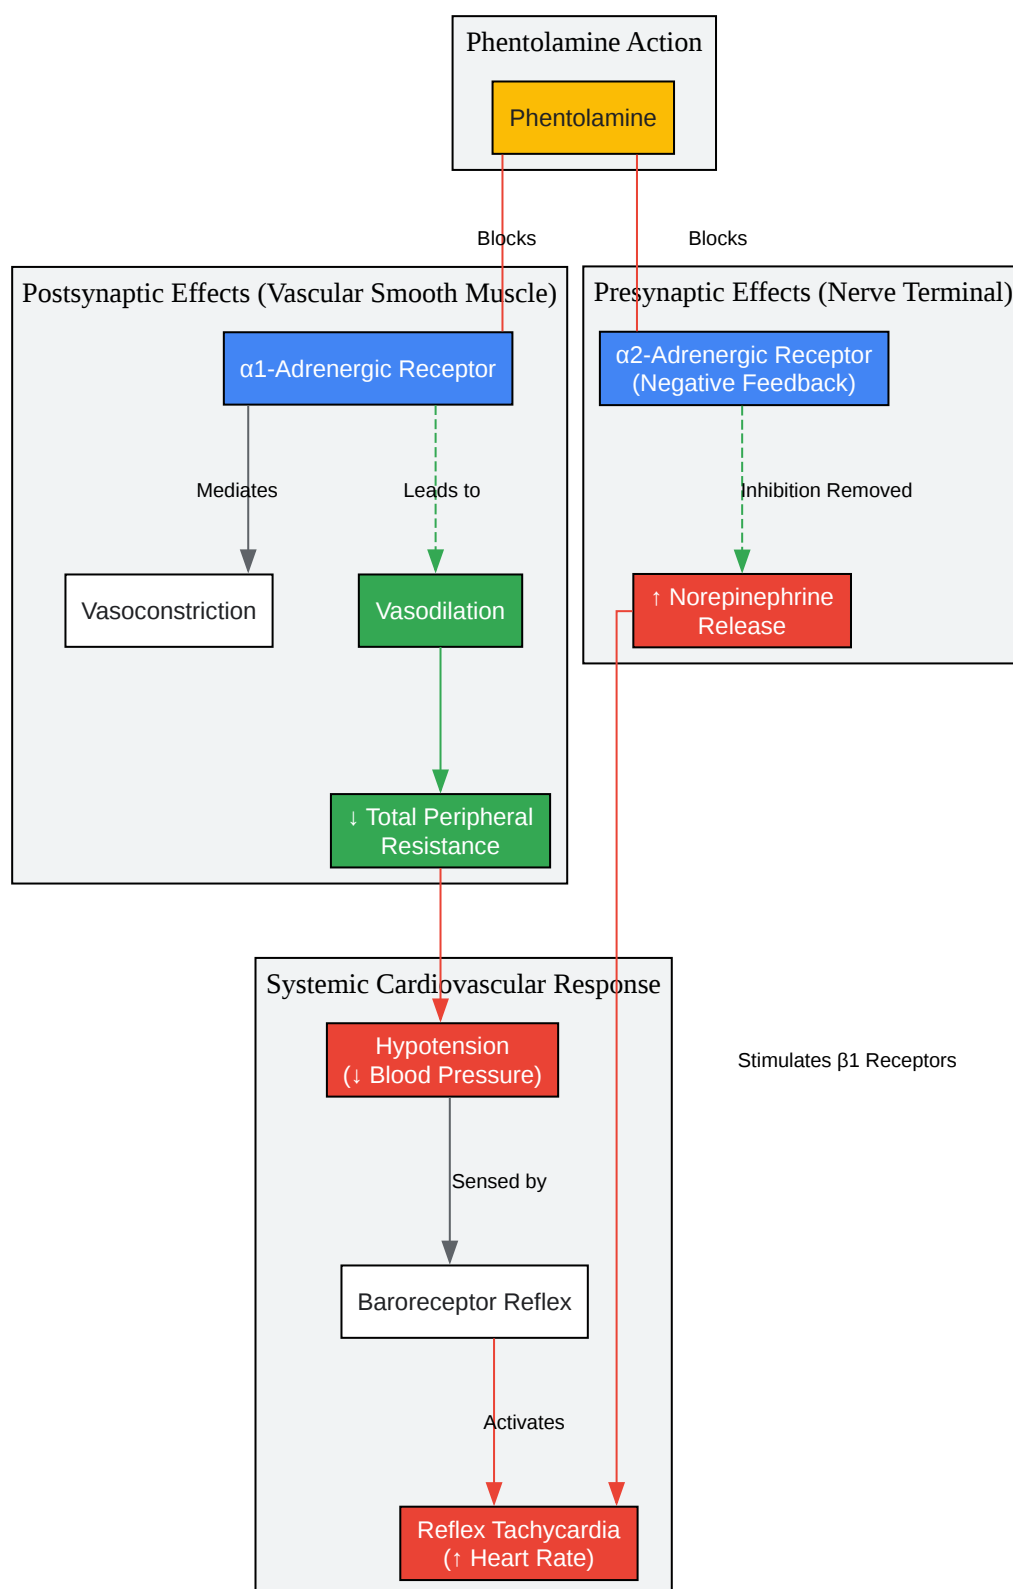 Phentolamine Action
Phentolamine
Blocks
Blocks
Postsynaptic Effects (Vascular Smooth Muscle)
α1-Adrenergic Receptor
Mediates
Leads to
Vasoconstriction
Vasodilation
↓ Total Peripheral
Resistance
Presynaptic Effects (Nerve Terminal)
α2-Adrenergic Receptor
(Negative Feedback)
Inhibition Removed
↑ Norepinephrine
Release
Systemic Cardiovascular Response
Hypotension
(↓ Blood Pressure)
Stimulates β1 Receptors
Sensed by
Baroreceptor Reflex
Activates
Reflex Tachycardia
(↑ Heart Rate)